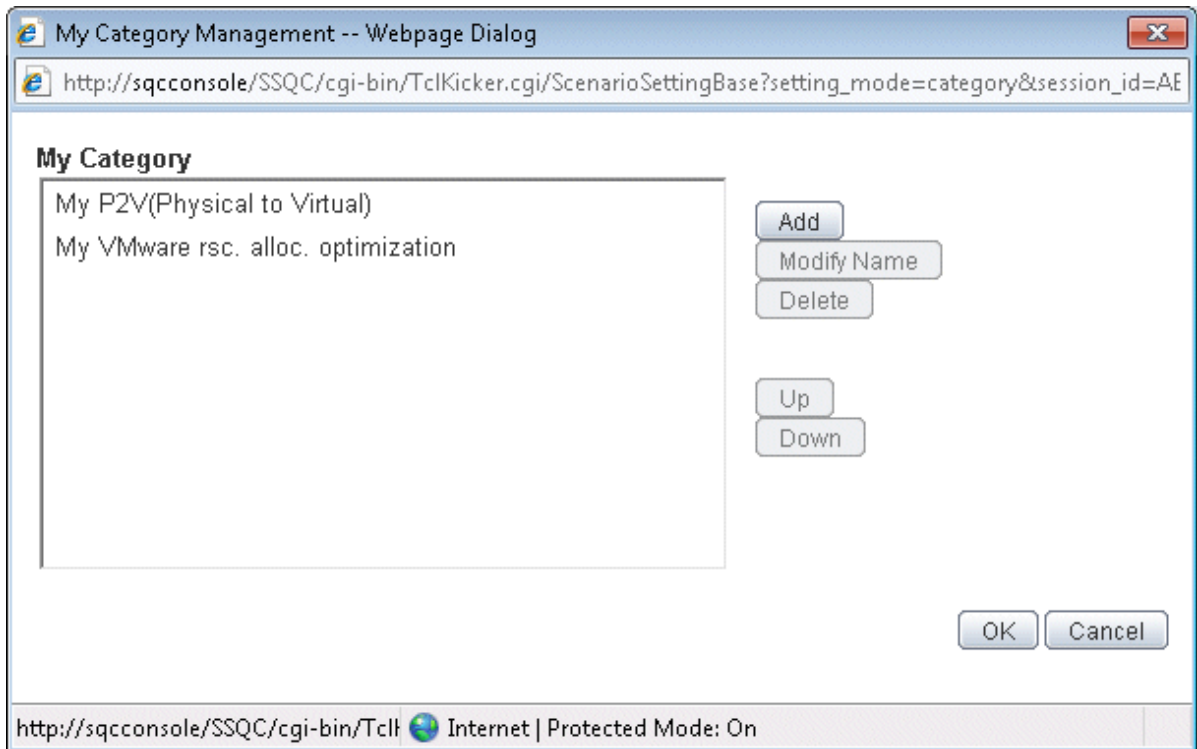 My Category Management -- Webpage Dialog
http://sqcconsole/SSQC/cgi-bin/TclKicker.cgi/ScenarioSettingBase?setting_mode=category&session_id=AE
My Category
My P2V(Physical to Virtual)
My VMware rsc. alloc. optimization
Add
Modify Name
Delete
Up
Down
OK Cancel
http://sqcconsole/SSQC/cgi-bin/Tcl Internet | Protected Mode: On